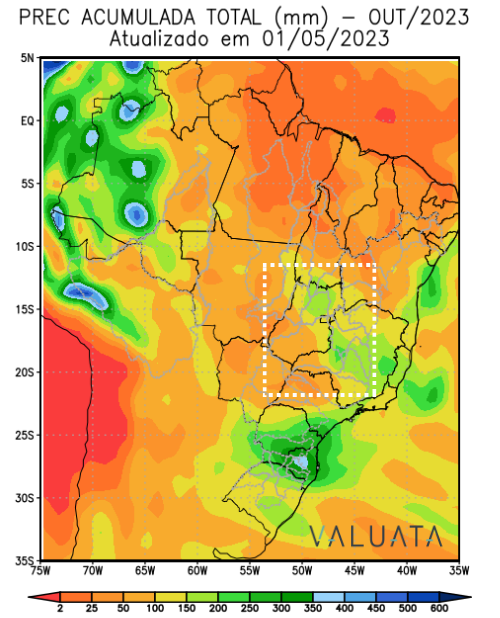 PREC ACUMULADA TOTAL (mm) – OUT/2023
Atualizado em 01/05/2023
5N
EQ
5S
10S
15S
20S
25S
30S
35S
VALUATA
75W 70W 65W 60W 55W 50W 45W 40W 35W
2 25 50 100 150 200 250 300 350 400 450 500 600